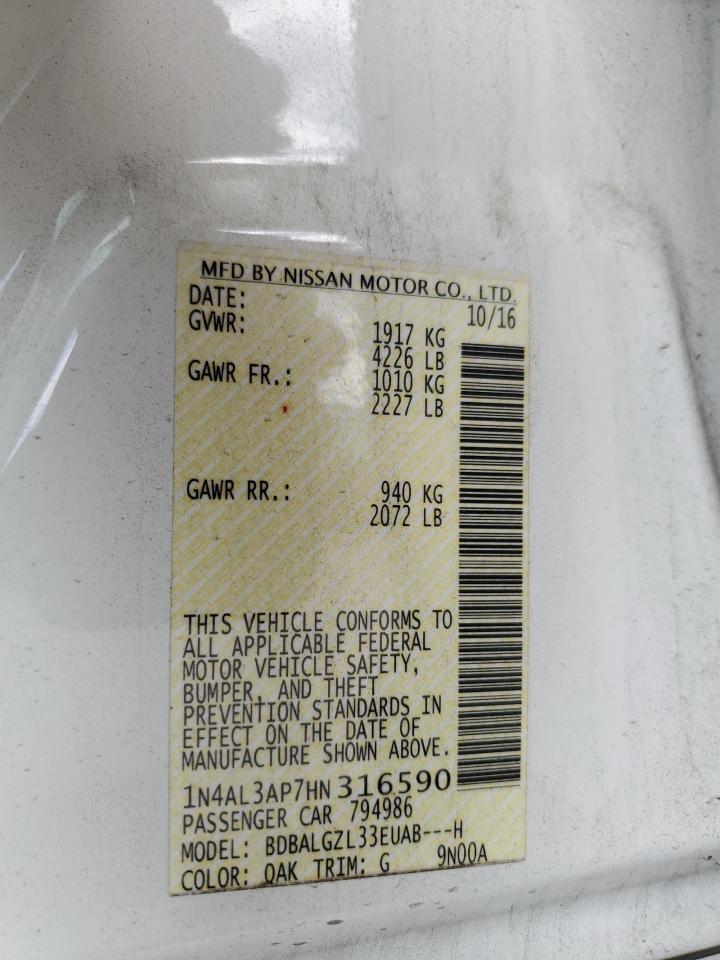 MFD BY NISSAN MOTOR CO., LTD.
DATE: 10/16
GVWR: 1917 KG
4226 LB
GAWR FR.: 1010 KG
2227 LB
GAWR RR.: 940 KG
2072 LB
THIS VEHICLE CONFORMS TO
ALL APPLICABLE FEDERAL
MOTOR VEHICLE SAFETY,
BUMPER, AND THEFT
PREVENTION STANDARDS IN
EFFECT ON THE DATE OF
MANUFACTURE SHOWN ABOVE.
1N4AL3AP7HN 316590
PASSENGER CAR 794986
MODEL: BDBALGZL33EUAB---H
COLOR: QAK TRIM: G 9N00A